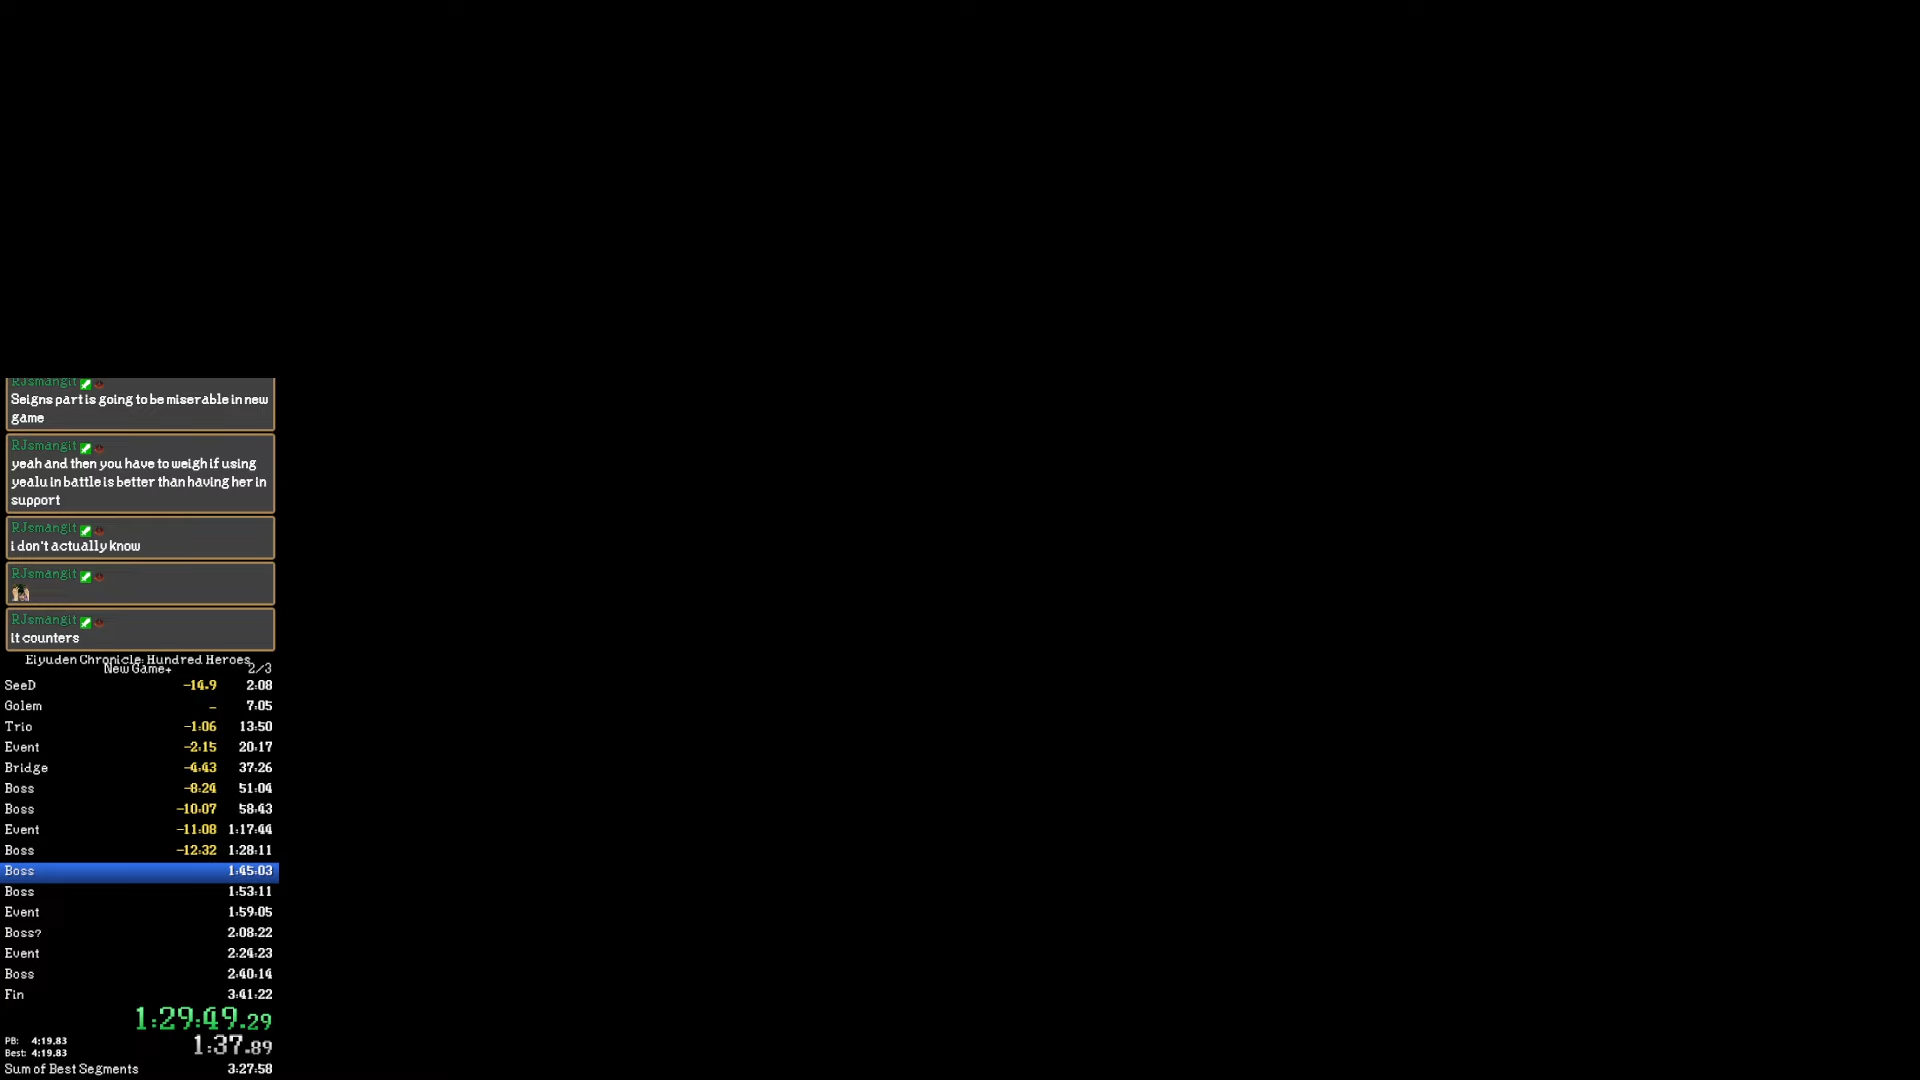 RJsmangit
Seigns part is going to be miserable in new
game
RJsmangit
yeah and then you have to weigh if using
yealu in battle is better than having her in
support
RJsmangit
i don't actually know
RJsmangit
RJsmangit
it counters
Eiyuden Chronicle: Hundred Heroes
New Game+ 2/3
SeeD -14.9 2:08
Golem - 7:05
Trio -1:06 13:50
Event -2:15 20:17
Bridge -4:43 37:26
Boss -8:24 51:04
Boss -10:07 58:43
Event -11:08 1:17:44
Boss -12:32 1:28:11
Boss 1:45:03
Boss 1:53:11
Event 1:59:05
Boss? 2:08:22
Event 2:24:23
Boss 2:40:14
Fin 3:41:22
1:29:49.29
PB: 4:19.83
1:37.89
Best: 4:19.83
Sum of Best Segments 3:27:58